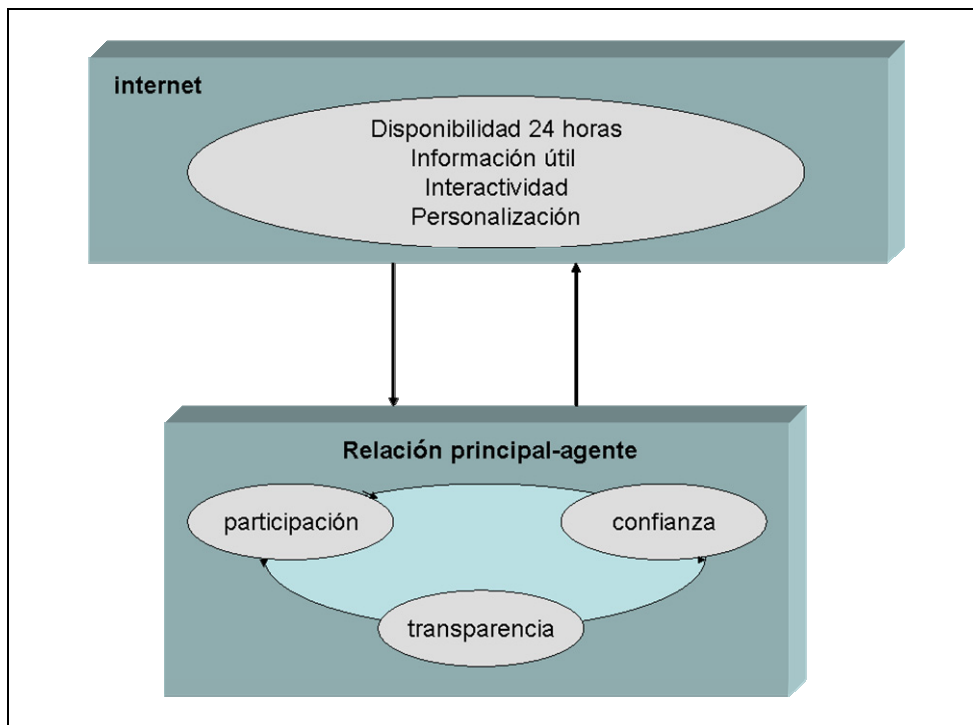 internet
Disponibilidad 24 horas
Información útil
Interactividad
Personalización
Relación principal-agente
participación
confianza
transparencia